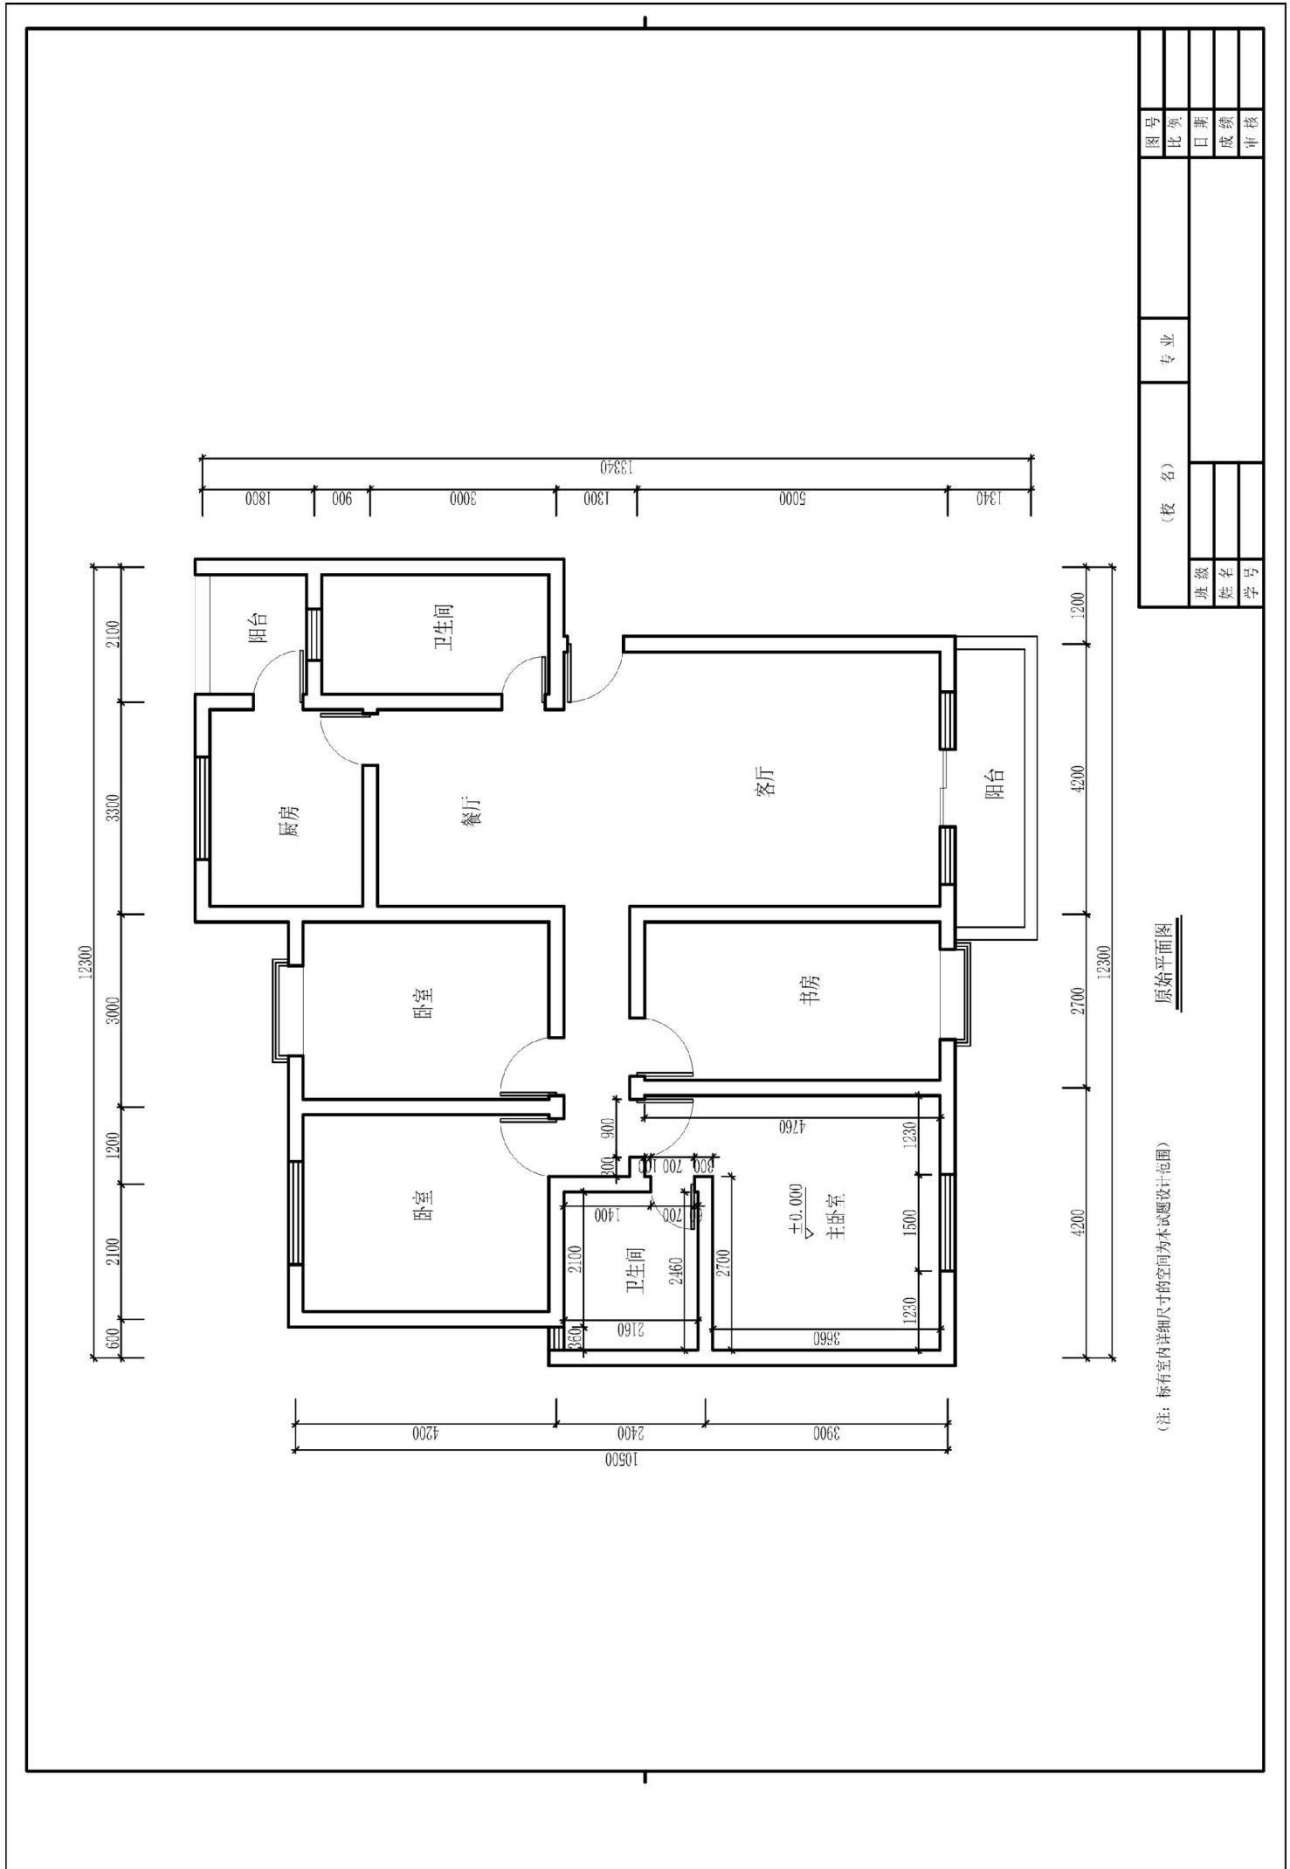 12300
600
2100
1200
3000
3300
2100
10500
4200
2400
3900
13340
1800
900
3000
1300
5000
1340
卧室
卧室
厨房
阳台
卫生间
餐厅
客厅
阳台
书房
卫生间
±0.000
主卧室
360
2100
1400
2160
2460
700
2700
300
900
100
700
300
4760
1230
1500
1230
3660
4200
2700
4200
1200
12300
原始平面图
(注: 标有室内详细尺寸的空间为本试题设计范围)
(校 名)
专 业
图 号
比 例
班 级
日 期
姓 名
成 绩
学 号
审 核